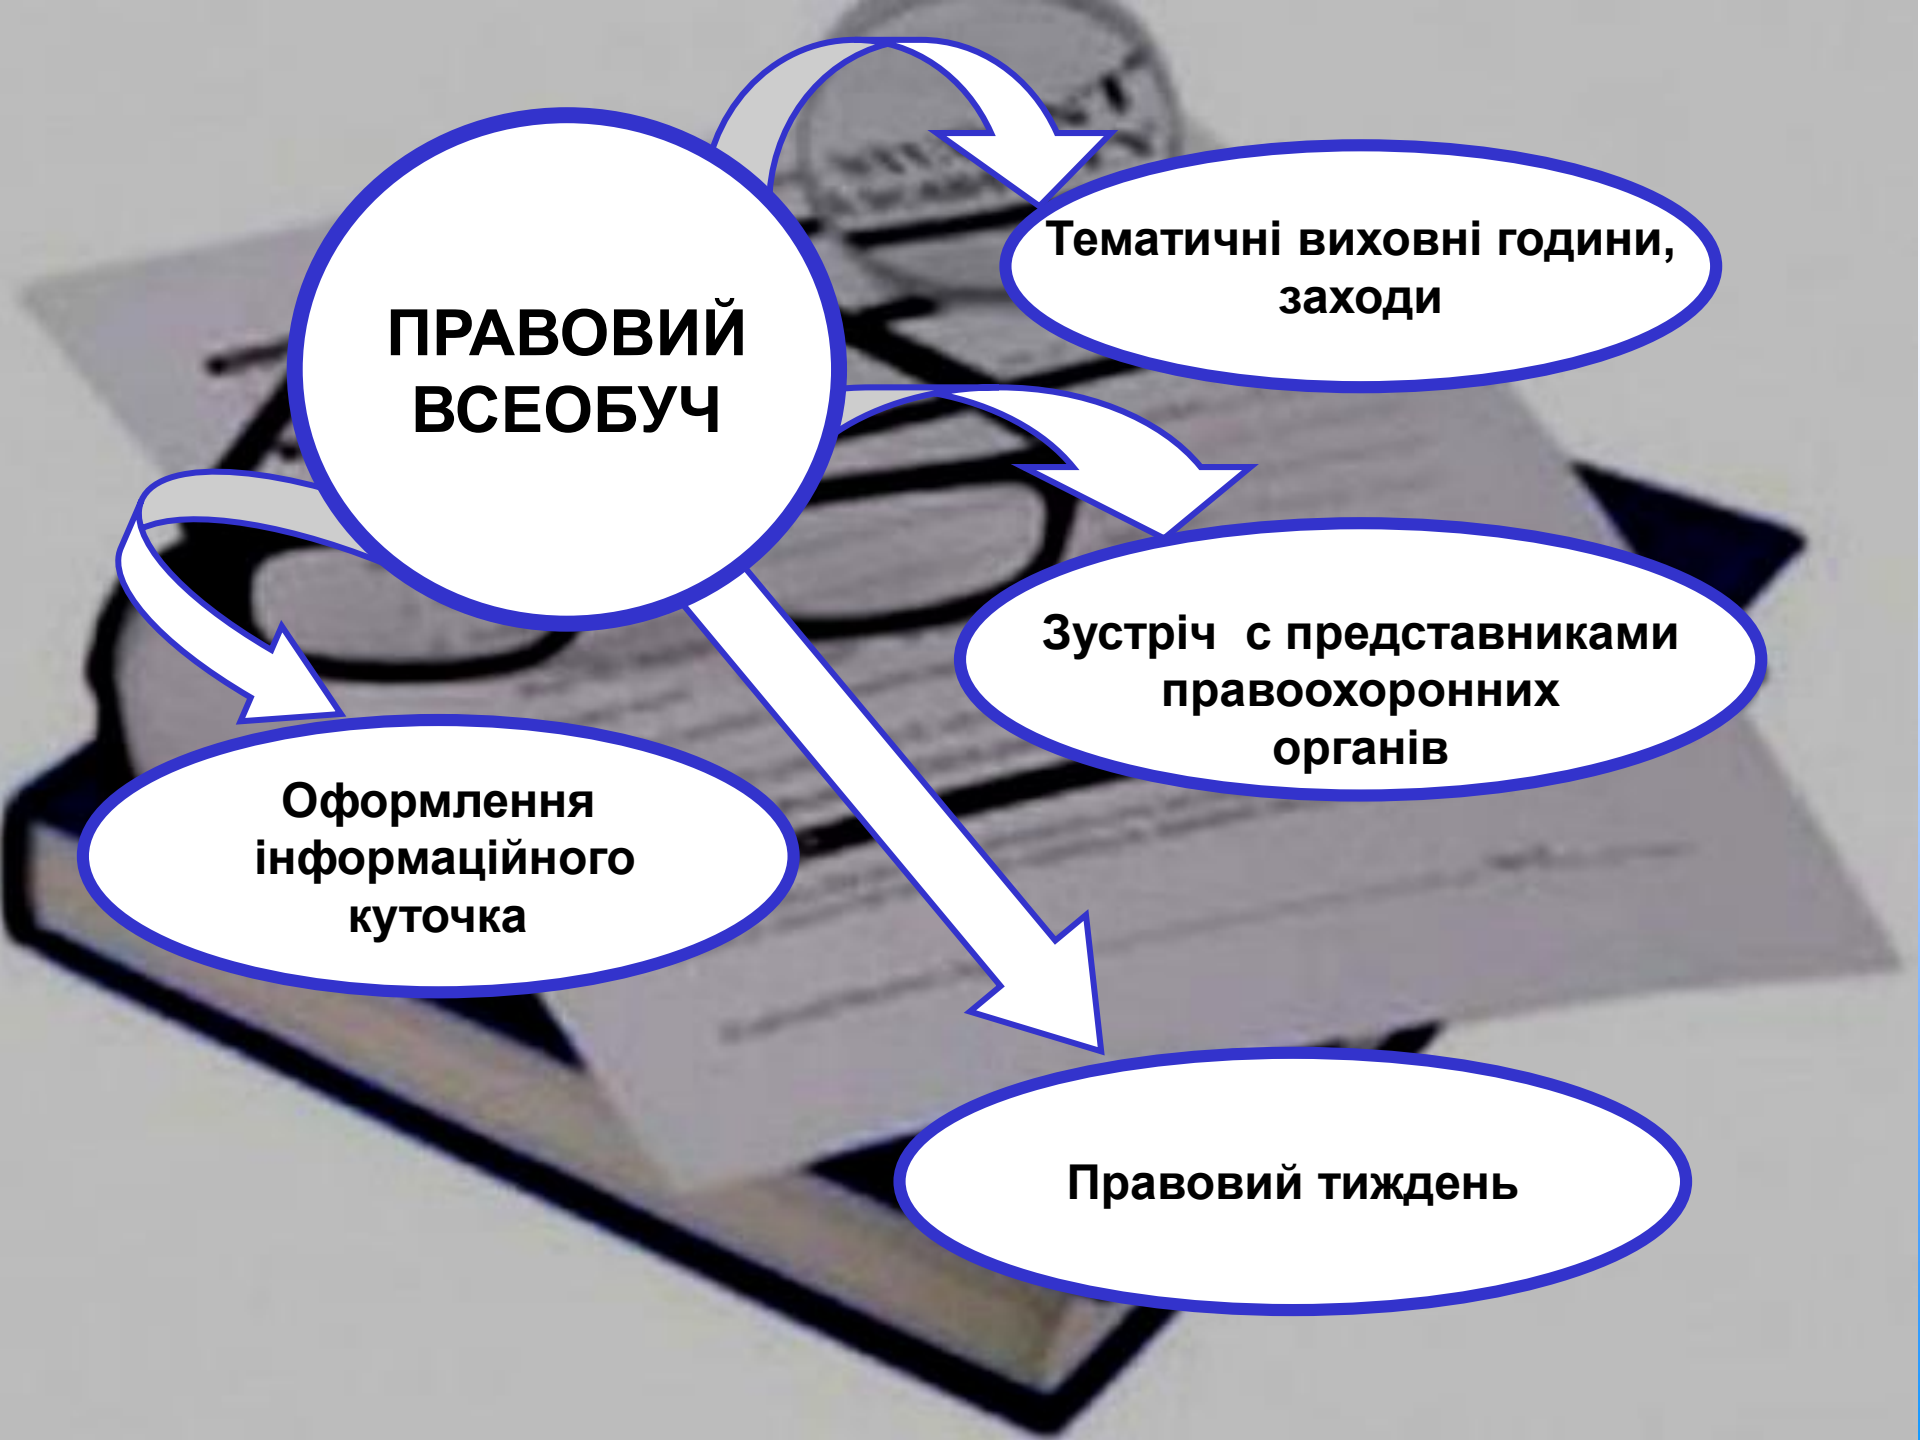 ПРАВОВИЙ
ВСЕОБУЧ
Тематичні виховні години,
заходи
Зустріч  с представниками
правоохоронних
органів
Оформлення
інформаційного
куточка
Правовий тиждень